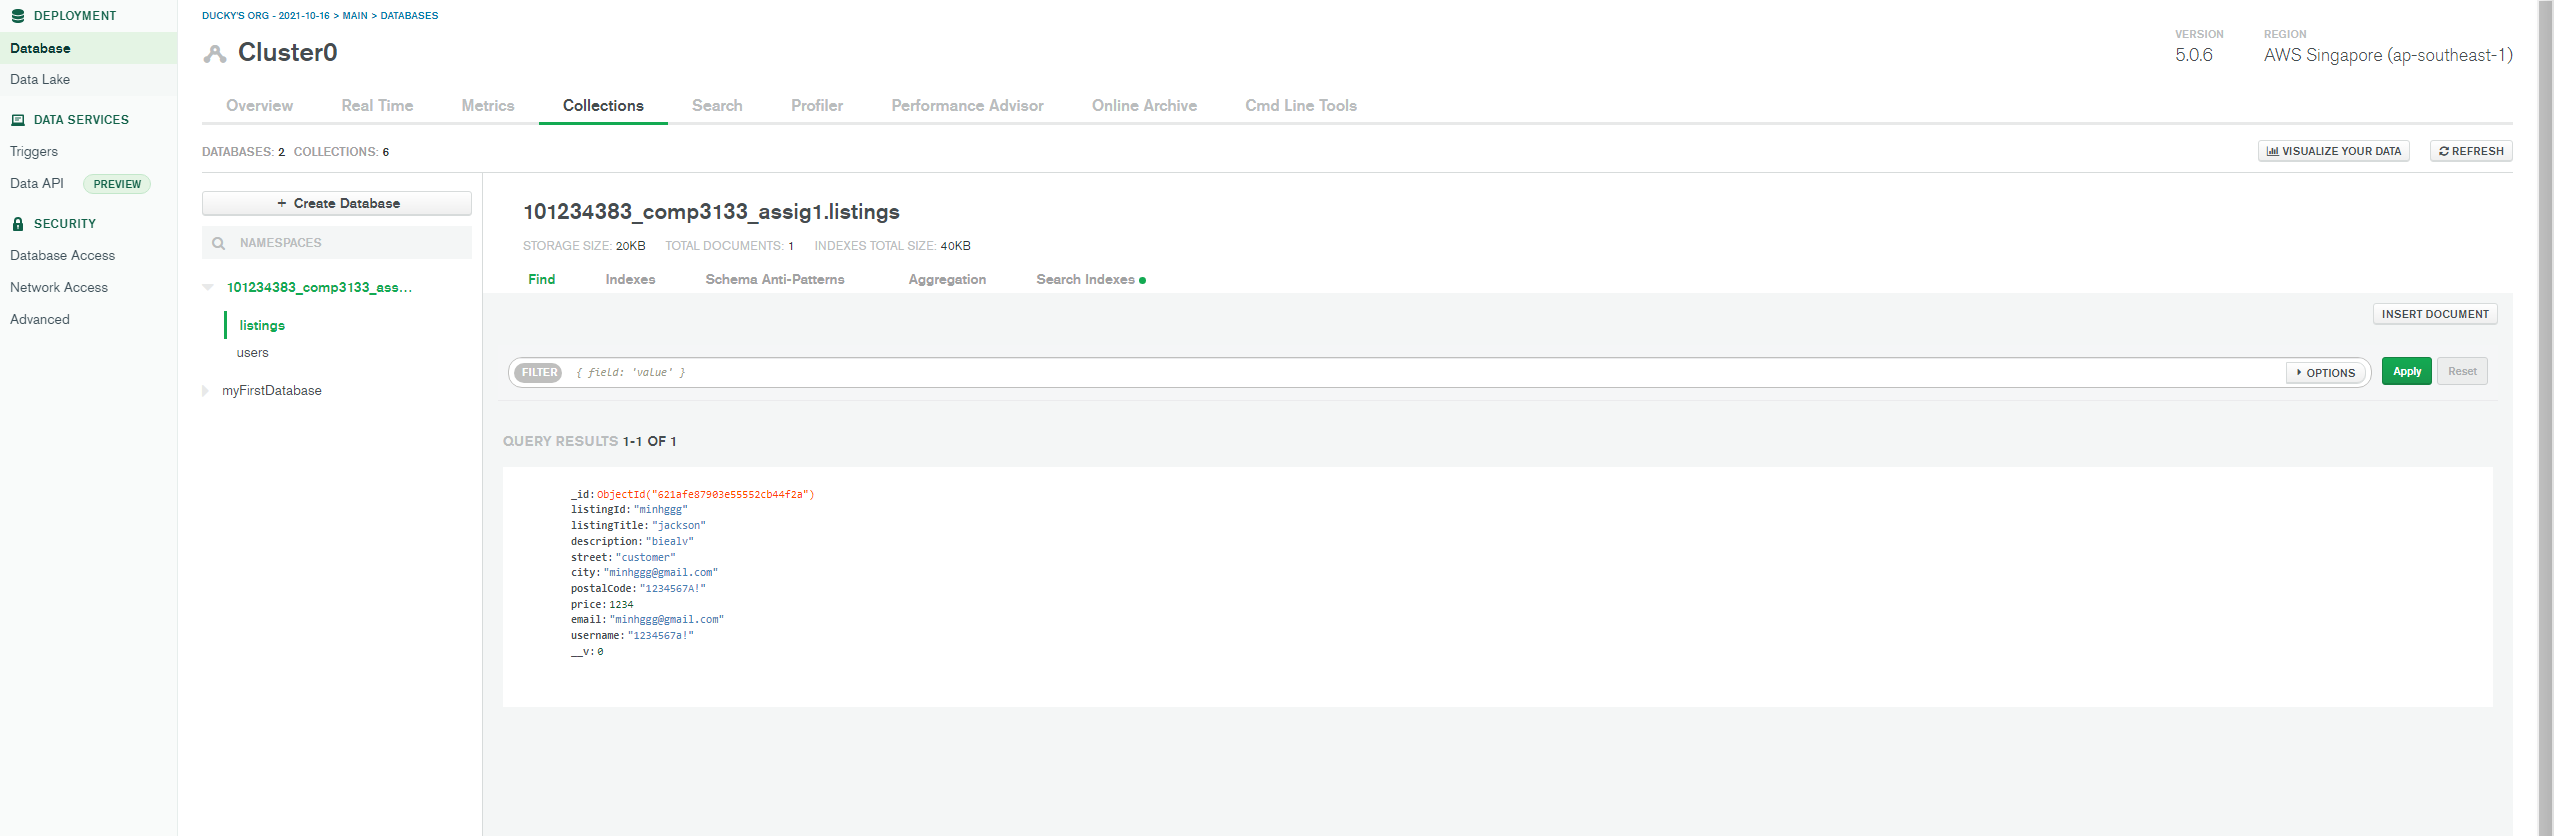 DEPLOYMENT
Database
Data Lake
DATA SERVICES
Triggers
Data API PREVIEW
SECURITY
Database Access
Network Access
Advanced
DUCKY'S ORG - 2021-10-16 > MAIN > DATABASES
Cluster0
VERSION
5.0.6
REGION
AWS Singapore (ap-southeast-1)
Overview Real Time Metrics Collections Search Profiler Performance Advisor Online Archive Cmd Line Tools
DATABASES: 2 COLLECTIONS: 6
VISUALIZE YOUR DATA
REFRESH
+ Create Database
NAMESPACES
101234383_comp3133_ass...
listings
users
myFirstDatabase
101234383_comp3133_assig1.listings
STORAGE SIZE: 20KB TOTAL DOCUMENTS: 1 INDEXES TOTAL SIZE: 40KB
Find Indexes Schema Anti-Patterns Aggregation Search Indexes
INSERT DOCUMENT
FILTER { field: 'value' } OPTIONS Apply Reset
QUERY RESULTS 1-1 OF 1
_id: ObjectId("621afe87903e55552cb44f2a")
listingId: "minhggg"
listingTitle: "jackson"
description: "biealv"
street: "customer"
city: "minhggg@gmail.com"
postalCode: "1234567A!"
price: 1234
email: "minhggg@gmail.com"
username: "1234567a!"
__v: 0